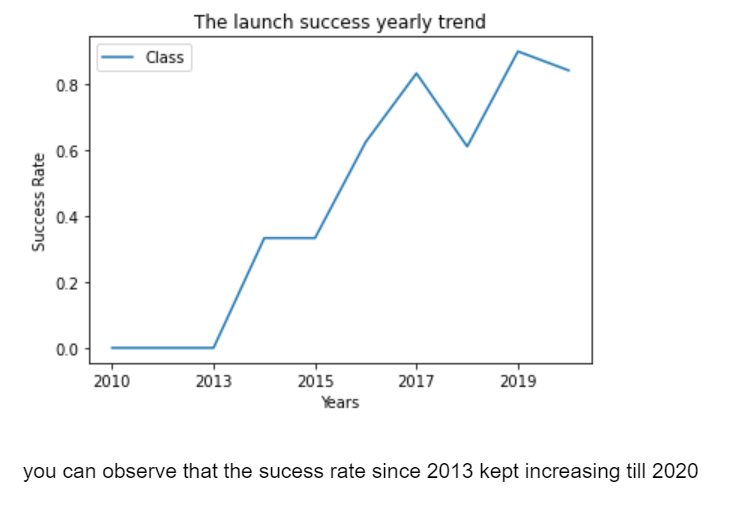 The launch success yearly trend
Class
Success Rate
0.8
0.6
0.4
0.2
0.0
2010 2013 2015 2017 2019
Years
you can observe that the sucess rate since 2013 kept increasing till 2020